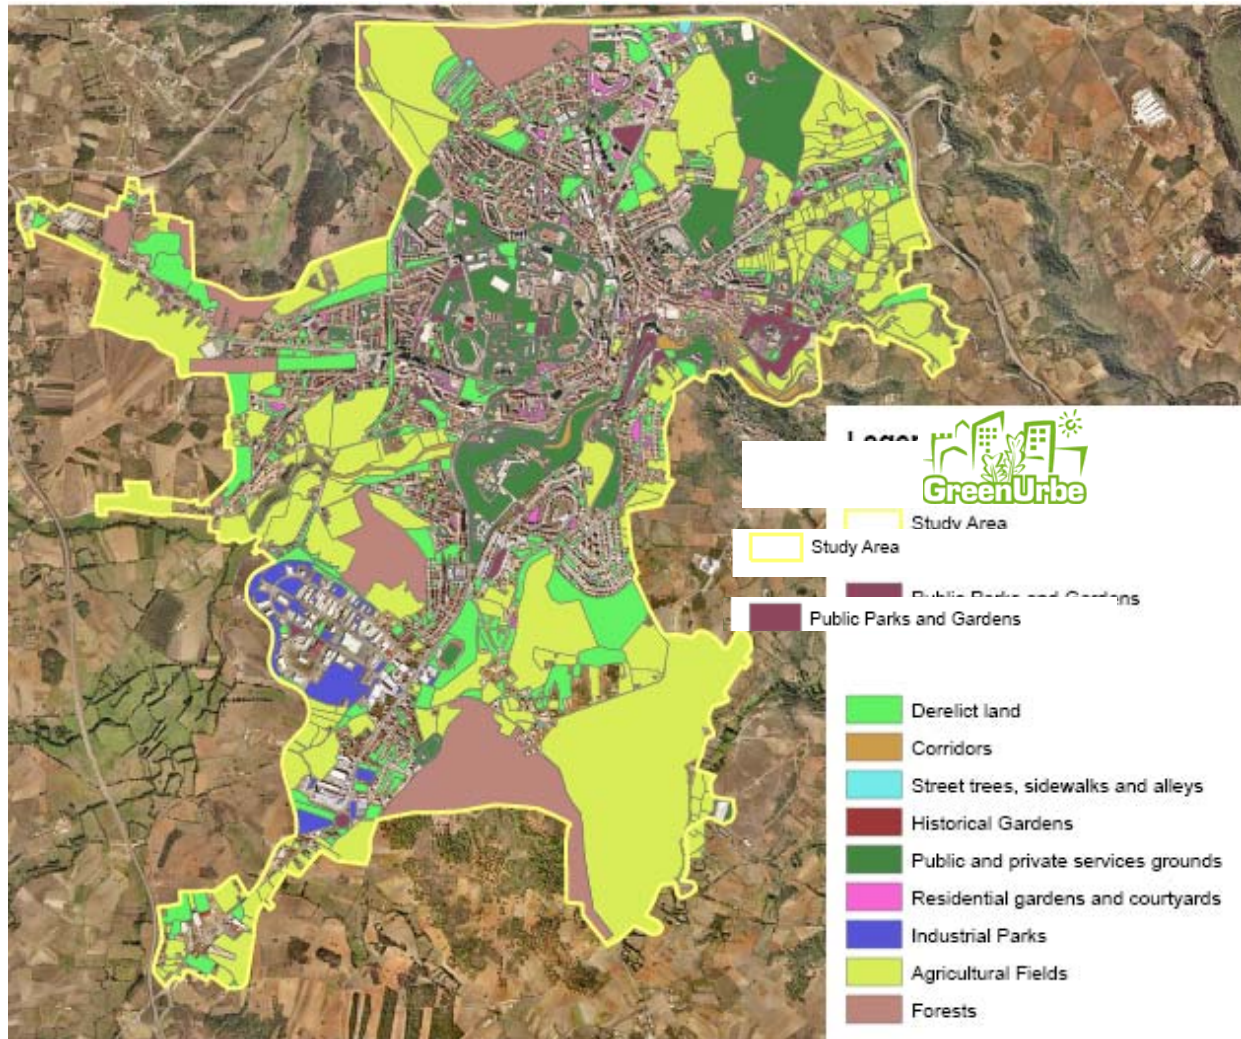 GreenUrbe
Study Area
Study Area
Public Parks and Gardens
Public Parks and Gardens
Derelict land
Corridors
Street trees, sidewalks and alleys
Historical Gardens
Public and private services grounds
Residential gardens and courtyards
Industrial Parks
Agricultural Fields
Forests